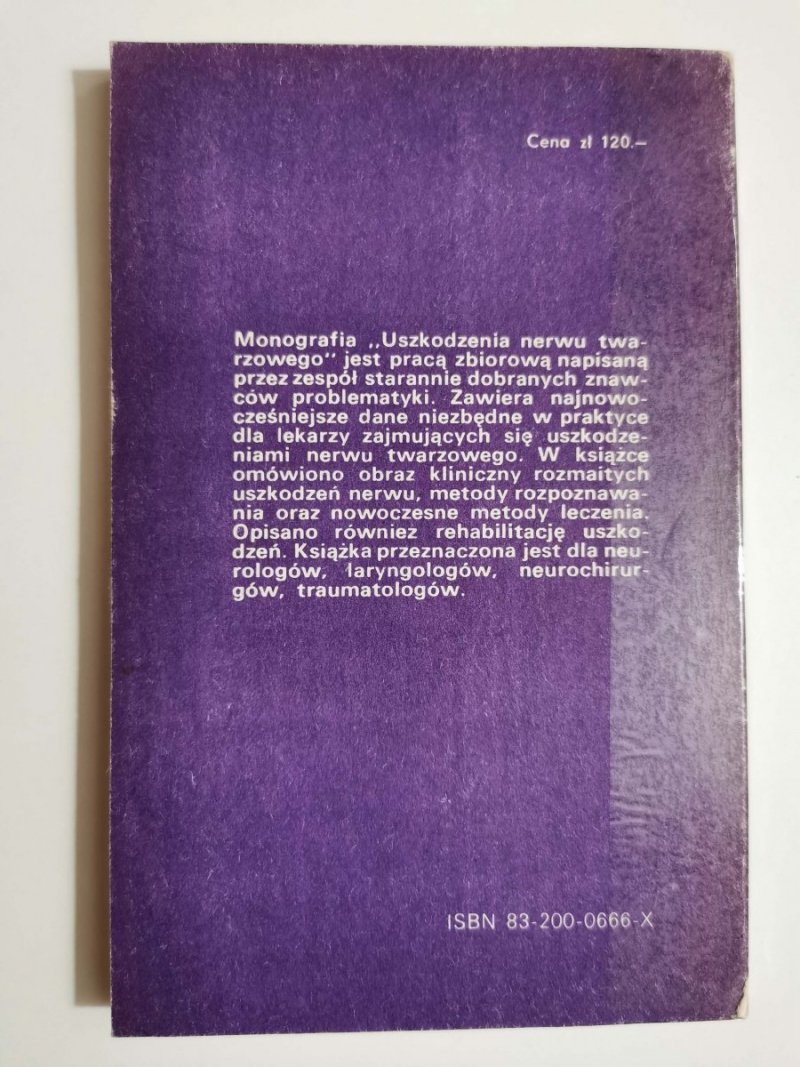 Cena zł 120.—
Monografia „Uszkodzenia nerwu twa-
rzowego" jest pracą zbiorową napisaną
przez zespół starannie dobranych znaw-
ców problematyki. Zawiera najnowo-
cześniejsze dane niezbędne w praktyce
dla lekarzy zajmujących się uszkodze-
niami nerwu twarzowego. W książce
omówiono obraz kliniczny rozmaitych
uszkodzeń nerwu, metody rozpoznawa-
nia oraz nowoczesne metody leczenia.
Opisano równiez rehabilitację uszko-
dzeń. Książka przeznaczona jest dla neu-
rologów, laryngologów, neurochirur-
gów, traumatologów.
ISBN 83-200-0666-X